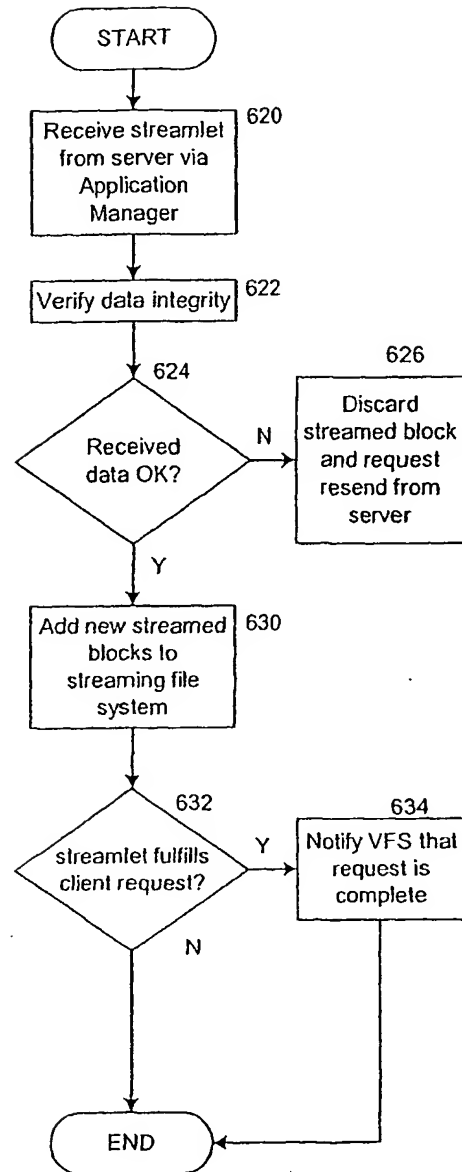 START
620
Receive streamlet
from server via
Application
Manager
622
Verify data integrity
624
Received
data OK?
N
626
Discard
streamed block
and request
resend from
server
Y
630
Add new streamed
blocks to
streaming file
system
632
streamlet fulfills
client request?
Y
634
Notify VFS that
request is
complete
N
END